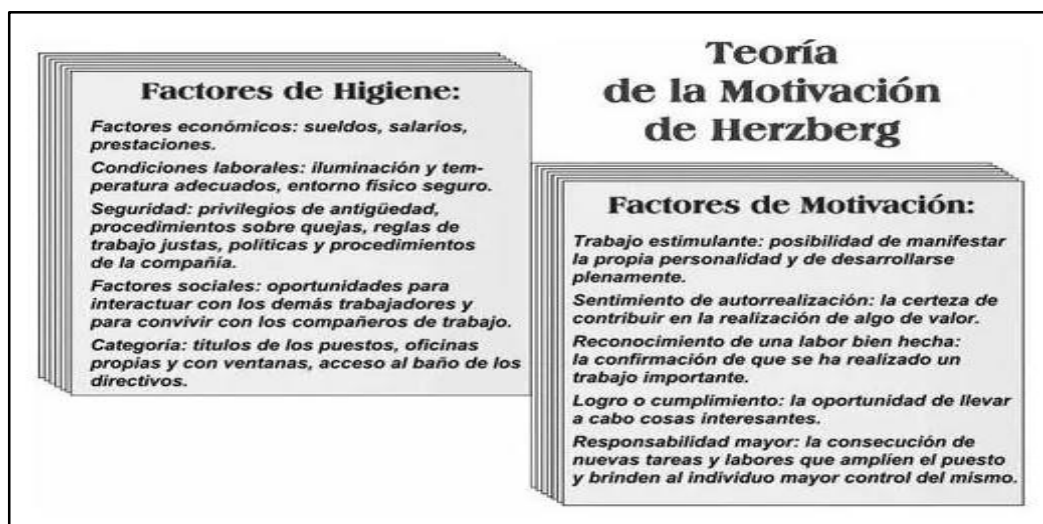 Teoría
de la Motivación
de Herzberg
Factores de Higiene:
Factores económicos: sueldos, salarios,
prestaciones.
Condiciones laborales: iluminación y tem-
peratura adecuados, entorno físico seguro.
Seguridad: privilegios de antigüedad,
procedimientos sobre quejas, reglas de
trabajo justas, políticas y procedimientos
de la compañía.
Factores sociales: oportunidades para
interactuar con los demás trabajadores y
para convivir con los compañeros de trabajo.
Categoría: títulos de los puestos, oficinas
propias y con ventanas, acceso al baño de los
directivos.
Factores de Motivación:
Trabajo estimulante: posibilidad de manifestar
la propia personalidad y de desarrollarse
plenamente.
Sentimiento de autorrealización: la certeza de
contribuir en la realización de algo de valor.
Reconocimiento de una labor bien hecha:
la confirmación de que se ha realizado un
trabajo importante.
Logro o cumplimiento: la oportunidad de llevar
a cabo cosas interesantes.
Responsabilidad mayor: la consecución de
nuevas tareas y labores que amplíen el puesto
y brinden al individuo mayor control del mismo.